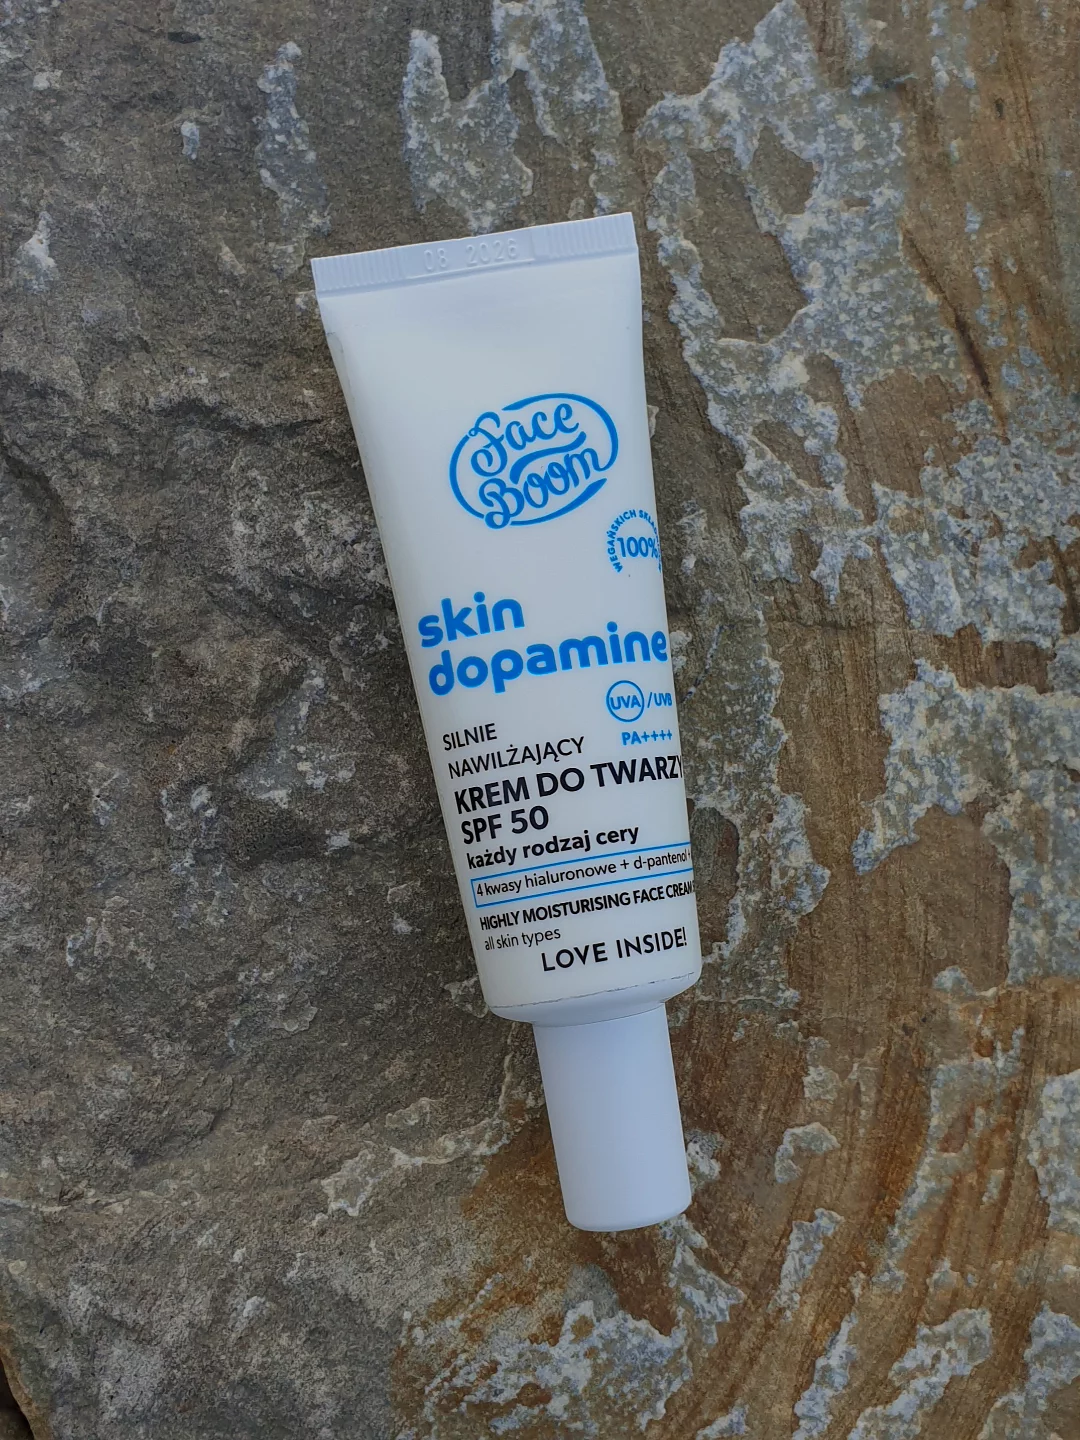 08 2026
Face
Boom
WEGAŃSKICH
100%
skin
dopamine
UVA/UVB
PA++++
SILNIE
NAWILŻAJĄCY
KREM DO TWARZY
SPF 50
każdy rodzaj cery
4 kwasy hialuronowe + d-pantenol +
HIGHLY MOISTURISING FACE CREAM
all skin types
LOVE INSIDE!